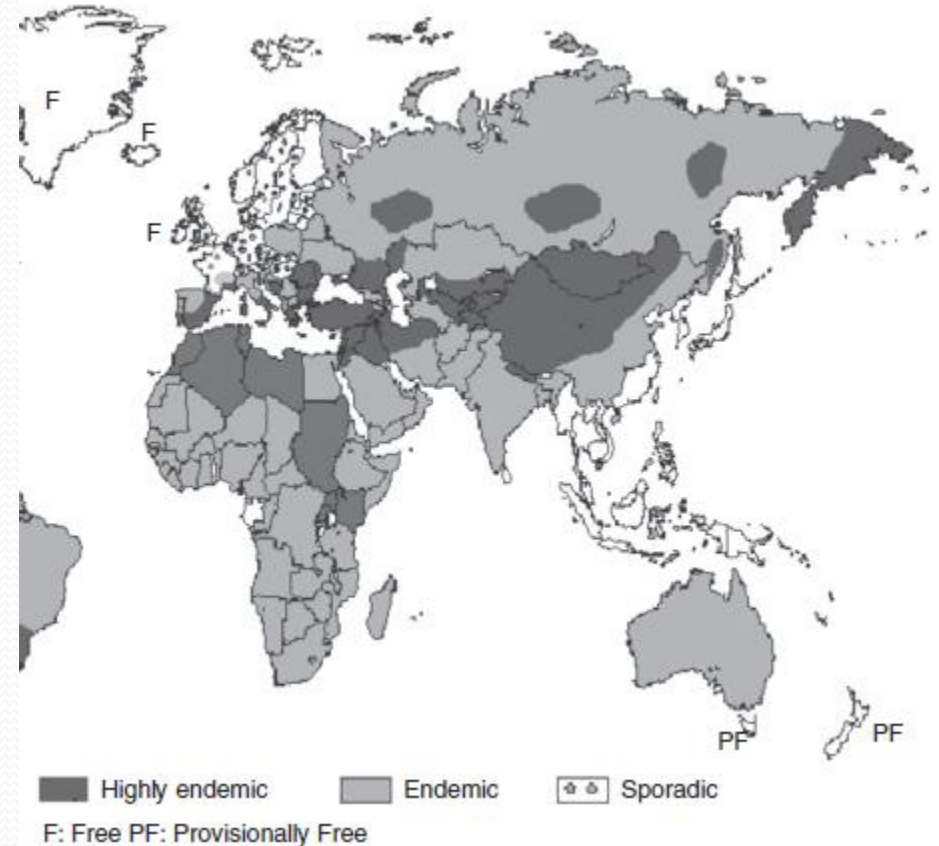 F
F
F
PF
PF
Highly endemic
Endemic
Sporadic
F: Free PF: Provisionally Free